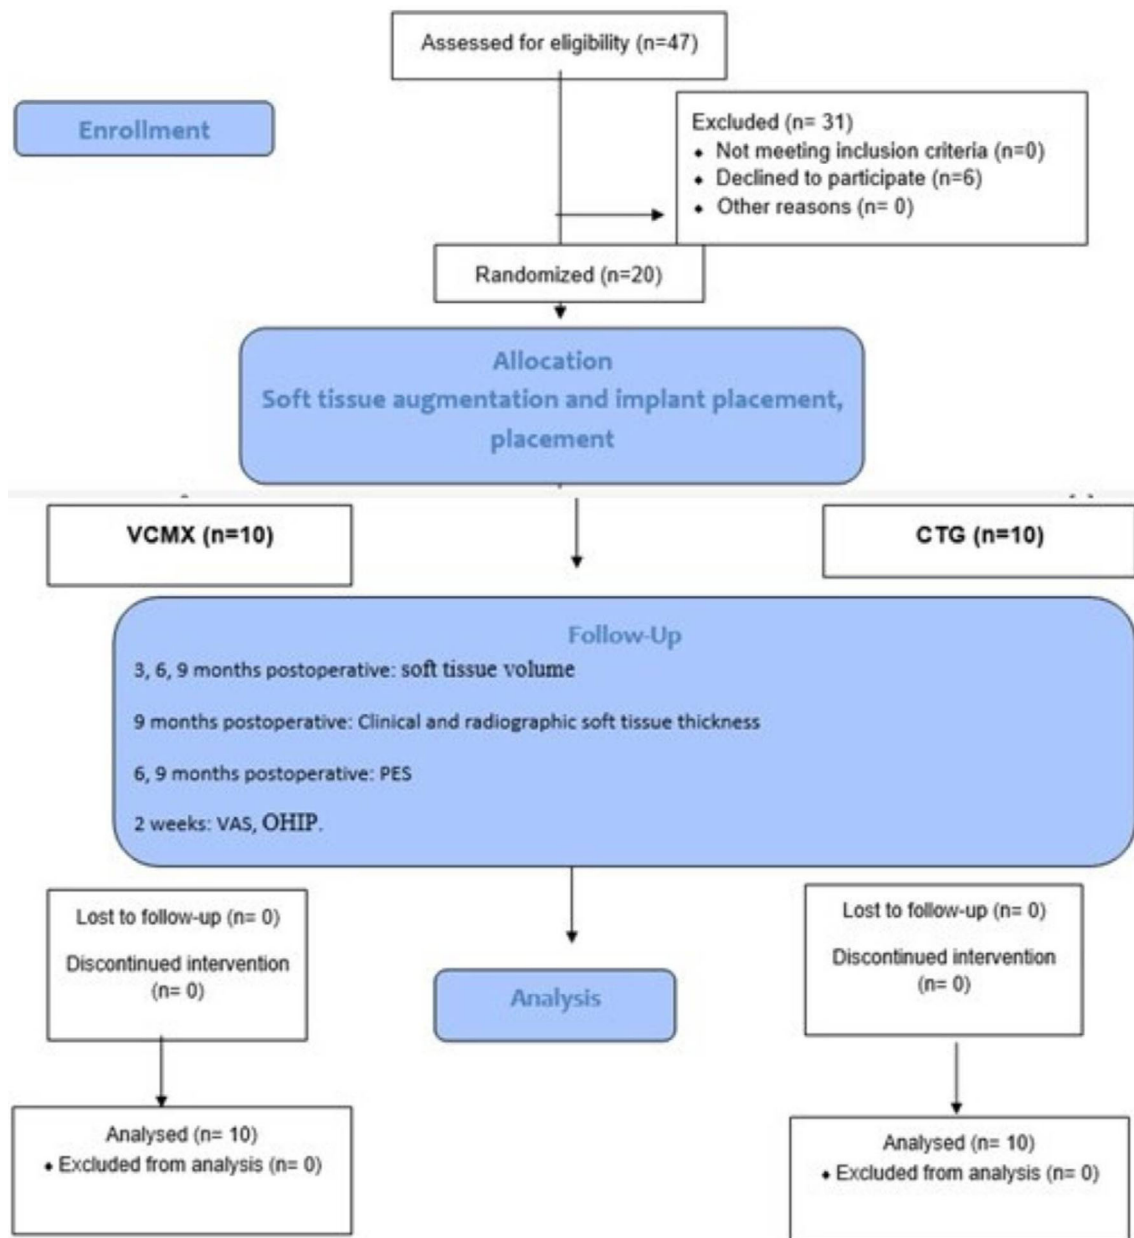 Assessed for eligibility (n=47)
Enrollment
Excluded (n= 31)
♦ Not meeting inclusion criteria (n=0)
♦ Declined to participate (n=6)
♦ Other reasons (n= 0)
Randomized (n=20)
Allocation
Soft tissue augmentation and implant placement,
placement
VCMX (n=10)
CTG (n=10)
Follow-Up
3, 6, 9 months postoperative: soft tissue volume
9 months postoperative: Clinical and radiographic soft tissue thickness
6, 9 months postoperative: PES
2 weeks: VAS, OHIP.
Lost to follow-up (n= 0)
Discontinued intervention
(n= 0)
Lost to follow-up (n= 0)
Discontinued intervention
(n= 0)
Analysis
Analysed (n= 10)
♦ Excluded from analysis (n= 0)
Analysed (n= 10)
♦ Excluded from analysis (n= 0)